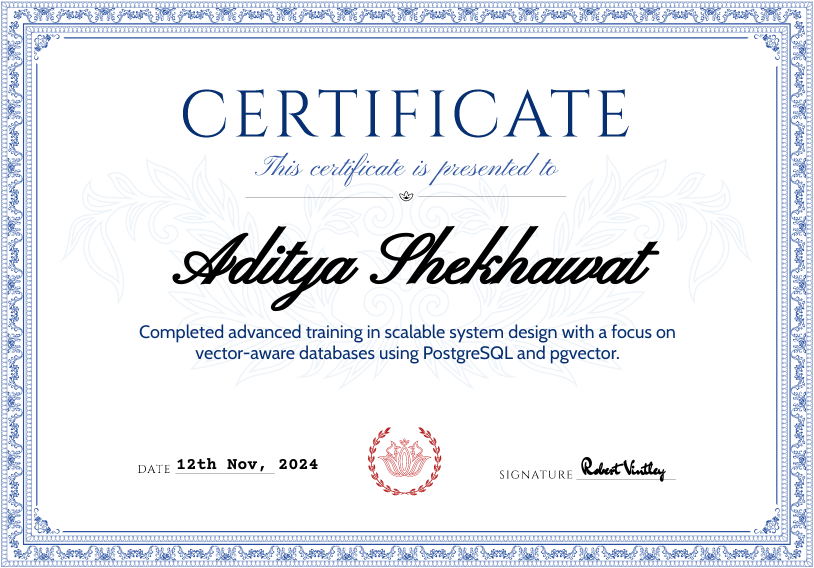 CERTIFICATE
This certificate is presented to
Aditya Shekhawat
Completed advanced training in scalable system design with a focus on
vector-aware databases using PostgreSQL and pgvector.
DATE 12th Nov, 2024
SIGNATURE Robert Vintley